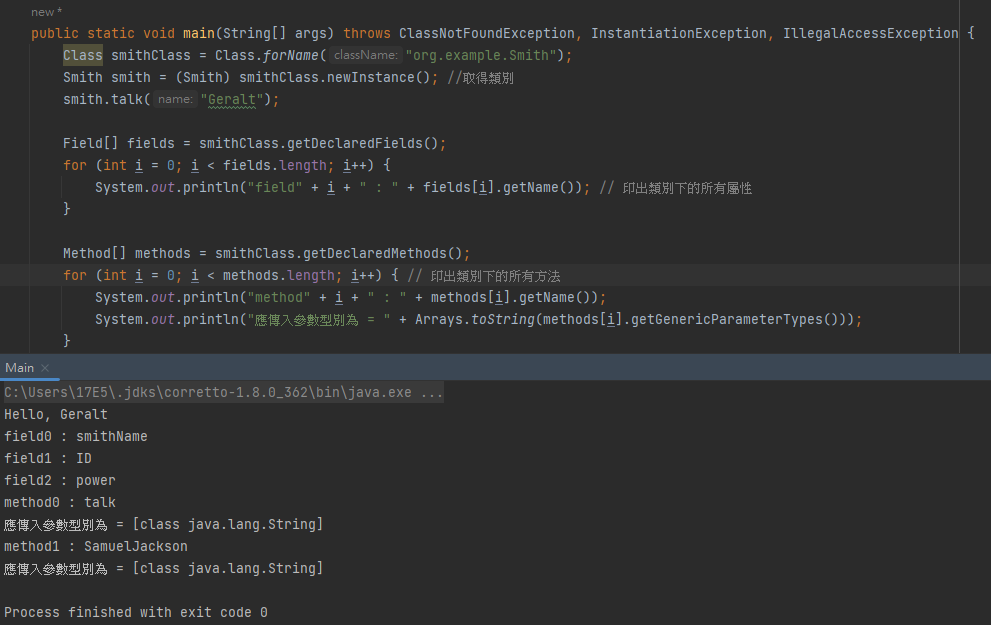 new *
public static void main(String[] args) throws ClassNotFoundException, InstantiationException, IllegalAccessException {
Class smithClass = Class.forName( className: "org.example.Smith");
Smith smith = (Smith) smithClass.newInstance(); //取得類別
smith.talk( name: "Geralt");
Field[] fields = smithClass.getDeclaredFields();
for (int i = 0; i < fields.length; i++) {
System.out.println("field" + i + " : " + fields[i].getName()); // 印出類別下的所有屬性
}
Method[] methods = smithClass.getDeclaredMethods();
for (int i = 0; i < methods.length; i++) { // 印出類別下的所有方法
System.out.println("method" + i + " : " + methods[i].getName());
System.out.println("應傳入參數型別為 = " + Arrays.toString(methods[i].getGenericParameterTypes()));
}
Main ×
C:\Users\17E5\.jdks\corretto-1.8.0_362\bin\java.exe ...
Hello, Geralt
field0 : smithName
field1 : ID
field2 : power
method0 : talk
應傳入參數型別為 = [class java.lang.String]
method1 : SamuelJackson
應傳入參數型別為 = [class java.lang.String]
Process finished with exit code 0